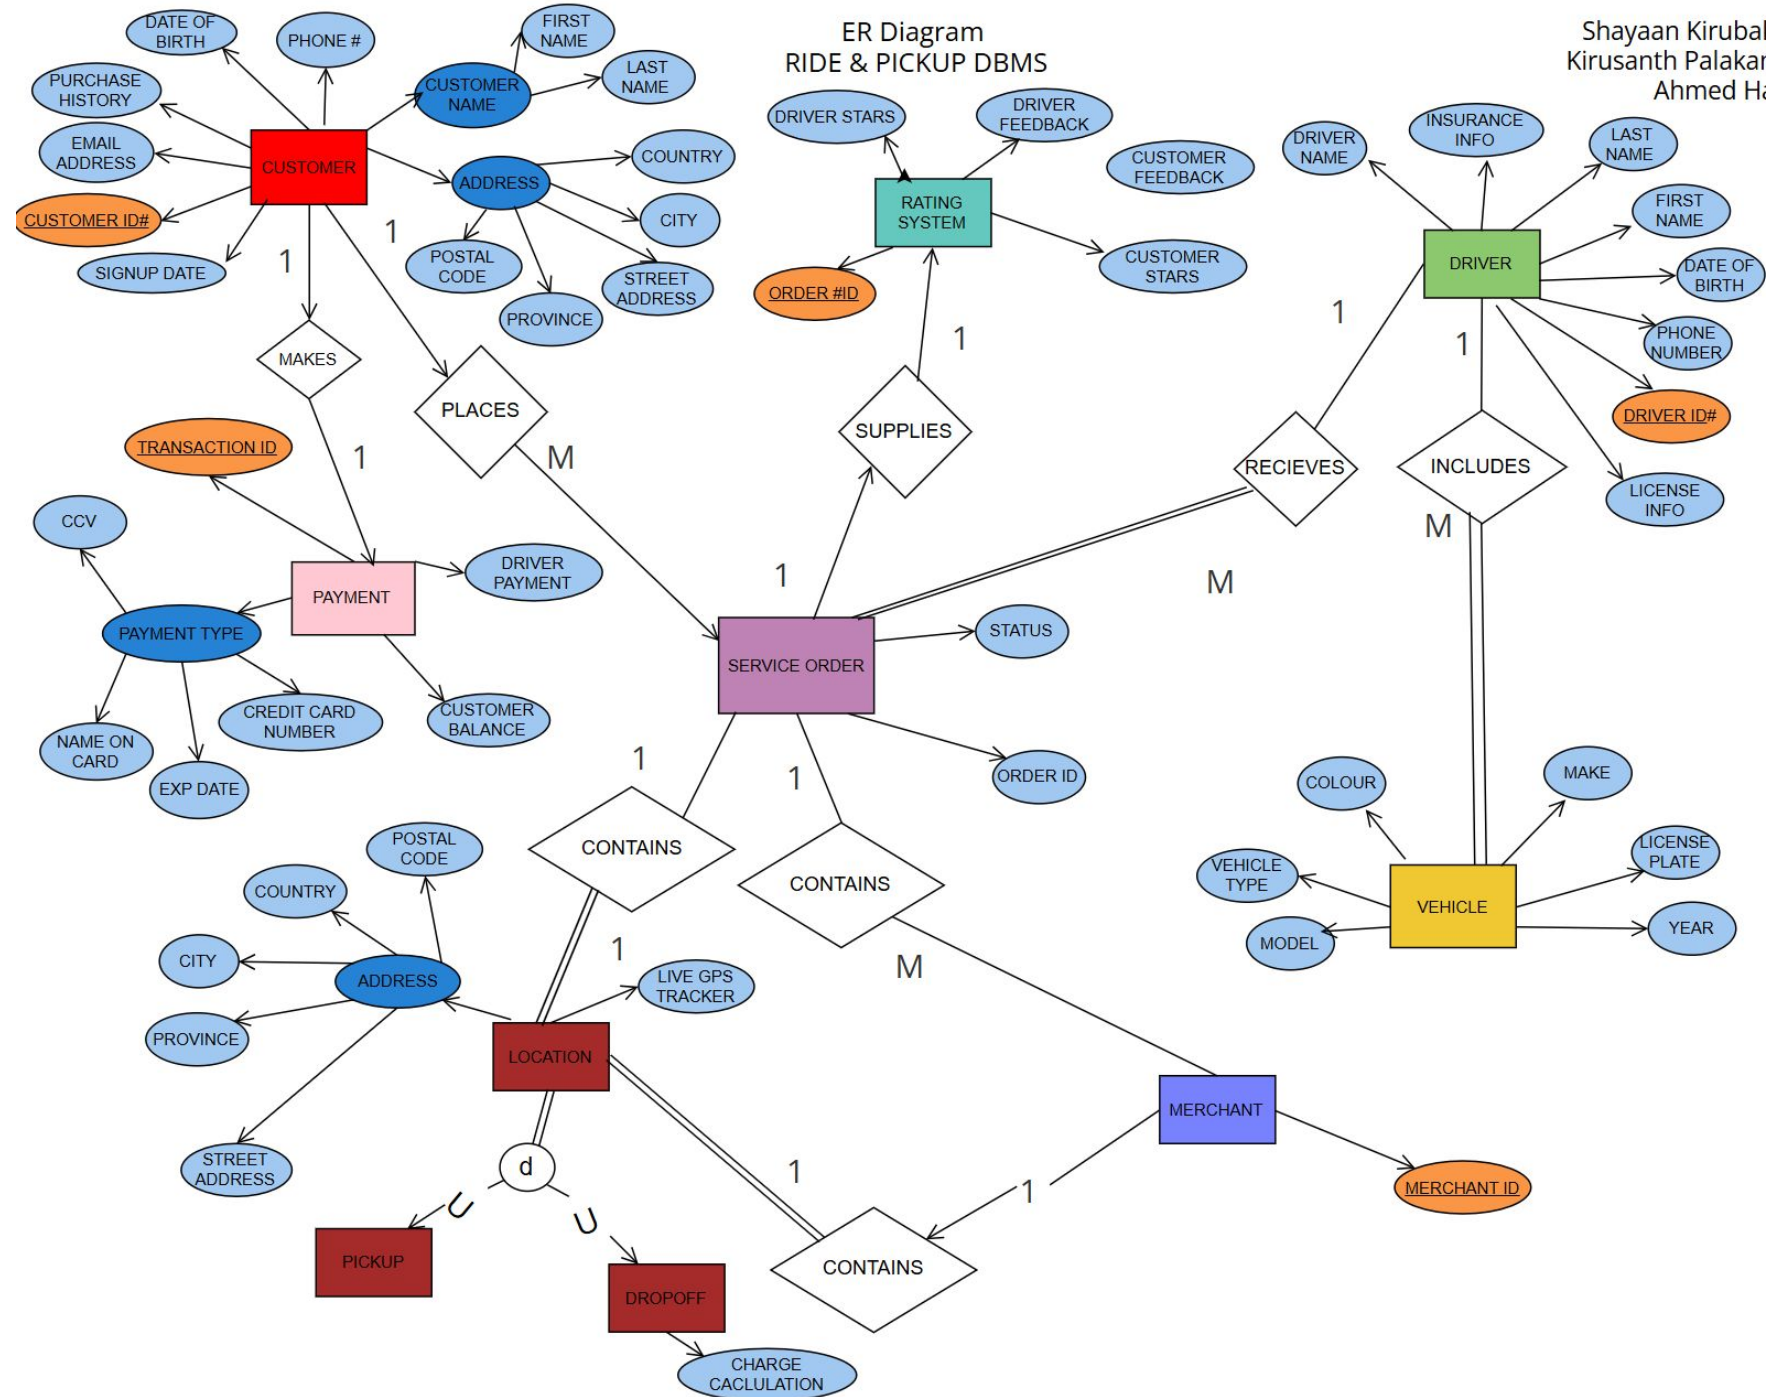 ER Diagram
RIDE & PICKUP DBMS
Shayaan Kirubal
Kirusanth Palakar
Ahmed Ha
DATE OF
BIRTH
PHONE #
FIRST
NAME
LAST
NAME
CUSTOMER
NAME
PURCHASE
HISTORY
EMAIL
ADDRESS
CUSTOMER
CUSTOMER ID#
SIGNUP DATE
ADDRESS
COUNTRY
CITY
POSTAL
CODE
STREET
ADDRESS
PROVINCE
DRIVER STARS
DRIVER
FEEDBACK
CUSTOMER
FEEDBACK
RATING
SYSTEM
CUSTOMER
STARS
ORDER #ID
DRIVER
NAME
INSURANCE
INFO
LAST
NAME
FIRST
NAME
DRIVER
DATE OF
BIRTH
PHONE
NUMBER
DRIVER ID#
LICENSE
INFO
1
1
1
1
1
MAKES
PLACES
SUPPLIES
RECIEVES
INCLUDES
TRANSACTION ID
1
M
M
CCV
DRIVER
PAYMENT
PAYMENT
PAYMENT TYPE
1
M
STATUS
SERVICE ORDER
CREDIT CARD
NUMBER
CUSTOMER
BALANCE
NAME ON
CARD
EXP DATE
1
1
ORDER ID
COLOUR
MAKE
POSTAL
CODE
CONTAINS
CONTAINS
VEHICLE
TYPE
LICENSE
PLATE
COUNTRY
VEHICLE
YEAR
MODEL
CITY
1
M
ADDRESS
LIVE GPS
TRACKER
PROVINCE
LOCATION
MERCHANT
STREET
ADDRESS
d
1
1
MERCHANT ID
U
U
PICKUP
CONTAINS
DROPOFF
CHARGE
CACLULATION